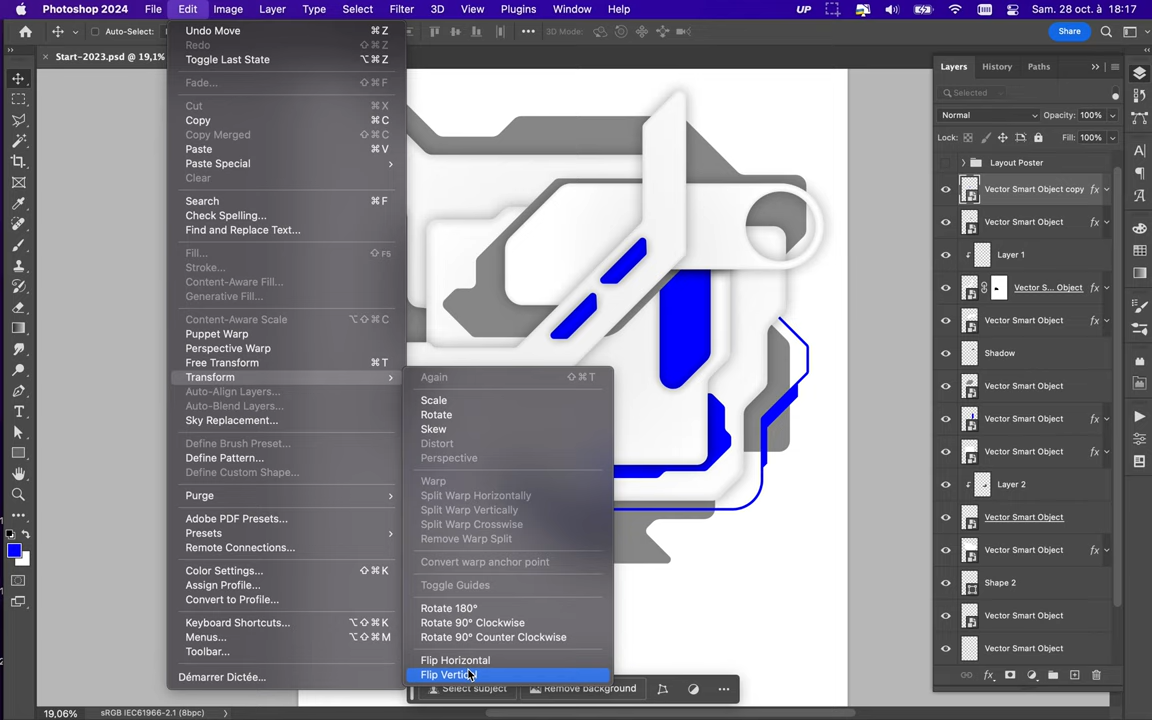 Photoshop 2024 File Edit Image Layer Type Select Filter 3D View Plugins Window Help UP Sam. 28 oct. à 18:17
Auto-Select: 3D Mode: Share
Start-2023.psd @ 19,1%
Undo Move ⌘Z
Redo ⇧⌘Z
Toggle Last State ⌥⇧⌘Z
Fade... ⇧⌘F
Cut ⌘X
Copy ⌘C
Copy Merged ⇧⌘C
Paste ⌘V
Paste Special
Clear
Search ⌘F
Check Spelling...
Find and Replace Text...
Fill... ⇧F5
Stroke...
Content-Aware Fill...
Generative Fill...
Content-Aware Scale ⌥⇧⌘C
Puppet Warp
Perspective Warp
Free Transform ⌘T
Transform
Auto-Align Layers...
Auto-Blend Layers...
Sky Replacement...
Define Brush Preset...
Define Pattern...
Define Custom Shape...
Purge
Adobe PDF Presets...
Presets
Remote Connections...
Color Settings... ⇧⌘K
Assign Profile...
Convert to Profile...
Keyboard Shortcuts... ⌥⇧⌘K
Menus... ⌥⇧⌘M
Toolbar...
Démarrer Dictée...
Again ⇧⌘T
Scale
Rotate
Skew
Distort
Perspective
Warp
Split Warp Horizontally
Split Warp Vertically
Split Warp Crosswise
Remove Warp Split
Convert warp anchor point
Toggle Guides
Rotate 180°
Rotate 90° Clockwise
Rotate 90° Counter Clockwise
Flip Horizontal
Flip Vertical
Select subject Remove background
Layers History Paths
Selected
Normal Opacity: 100%
Lock: Fill: 100%
Layout Poster
Vector Smart Object copy fx
Vector Smart Object fx
Layer 1
Vector S... Object fx
Vector Smart Object fx
Shadow
Vector Smart Object
Vector Smart Object fx
Vector Smart Object
Layer 2
Vector Smart Object
Vector Smart Object fx
Shape 2
Vector Smart Object
Vector Smart Object
19,06% sRGB IEC61966-2.1 (8bpc)